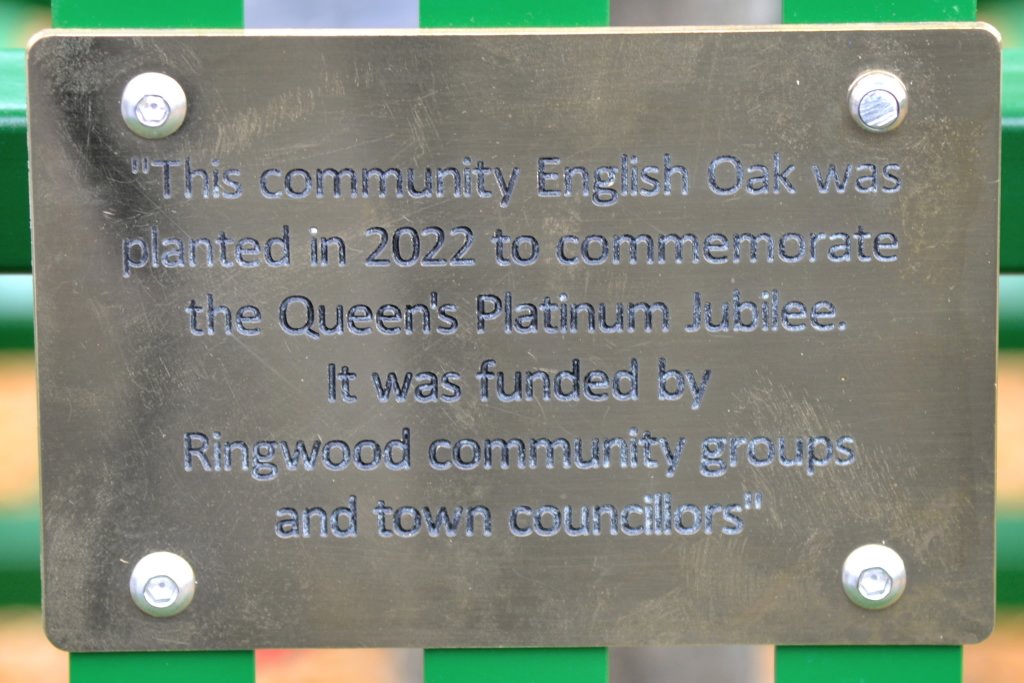 "This community English Oak was
planted in 2022 to commemorate
the Queen's Platinum Jubilee.
It was funded by
Ringwood community groups
and town councillors"